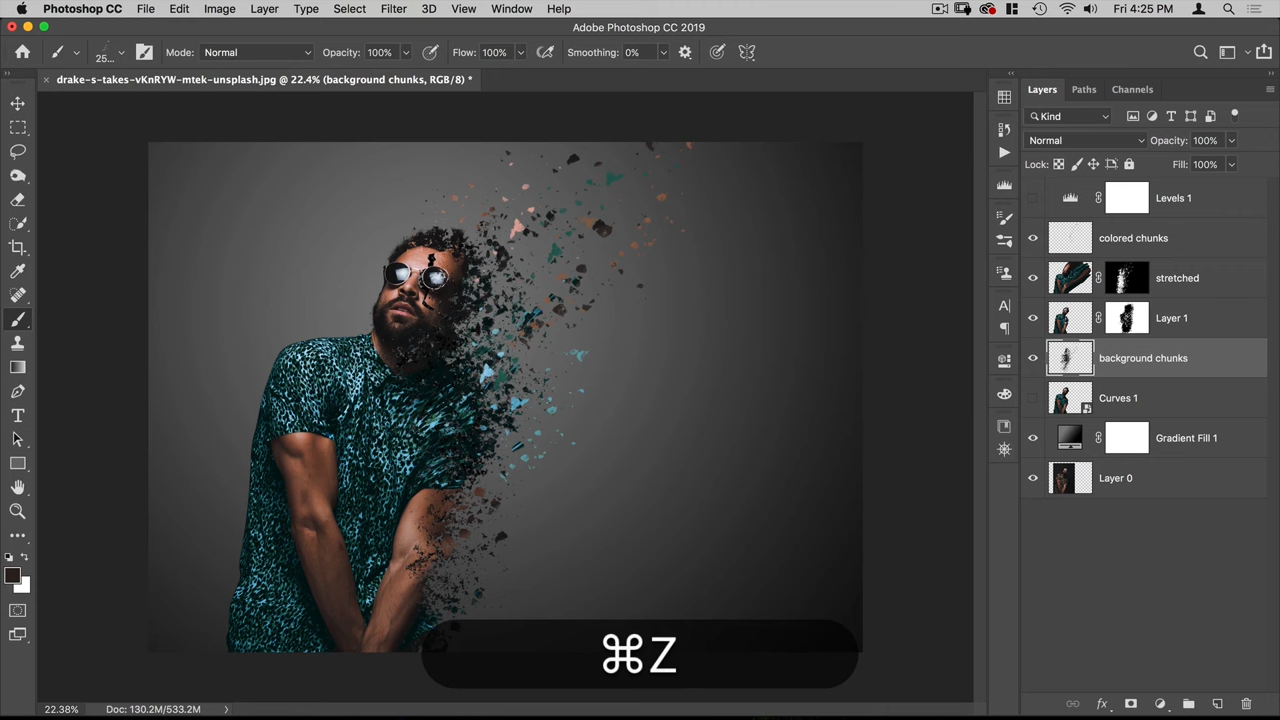 Photoshop CC File Edit Image Layer Type Select Filter 3D View Window Help Fri 4:25 PM
Adobe Photoshop CC 2019
25... Mode: Normal Opacity: 100% Flow: 100% Smoothing: 0%
× drake-s-takes-vKnRYW-mtek-unsplash.jpg @ 22.4% (background chunks, RGB/8) *
Layers Paths Channels
Kind
Normal Opacity: 100%
Lock: Fill: 100%
Levels 1
colored chunks
stretched
Layer 1
background chunks
Curves 1
Gradient Fill 1
Layer 0
⌘Z
22.38% Doc: 130.2M/533.2M